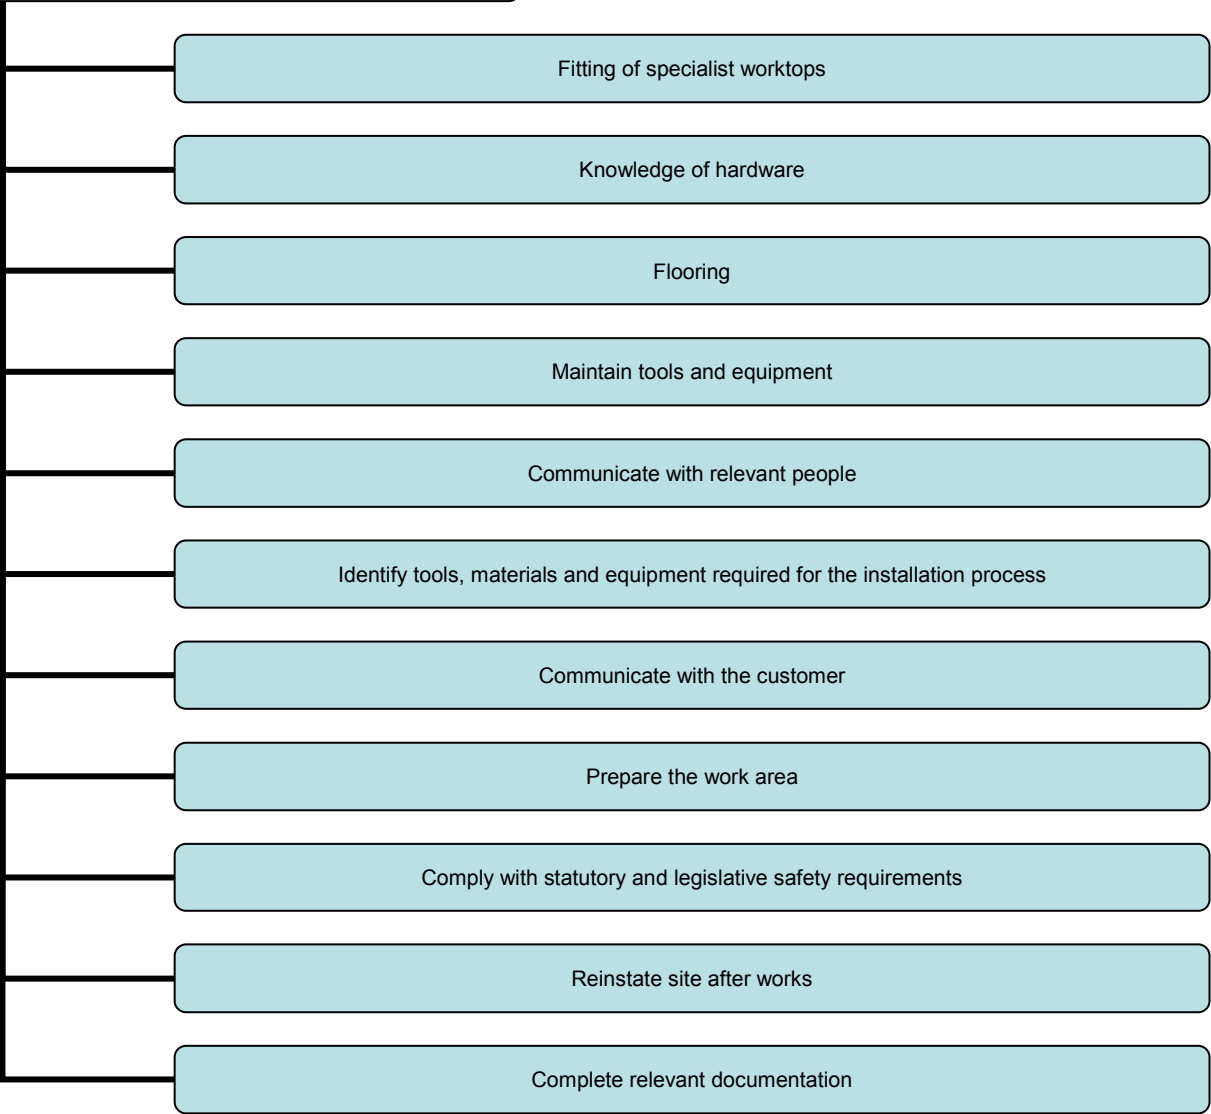 Fitting of specialist worktops
Knowledge of hardware
Flooring
Maintain tools and equipment
Communicate with relevant people
Identify tools, materials and equipment required for the installation process
Communicate with the customer
Prepare the work area
Comply with statutory and legislative safety requirements
Reinstate site after works
Complete relevant documentation